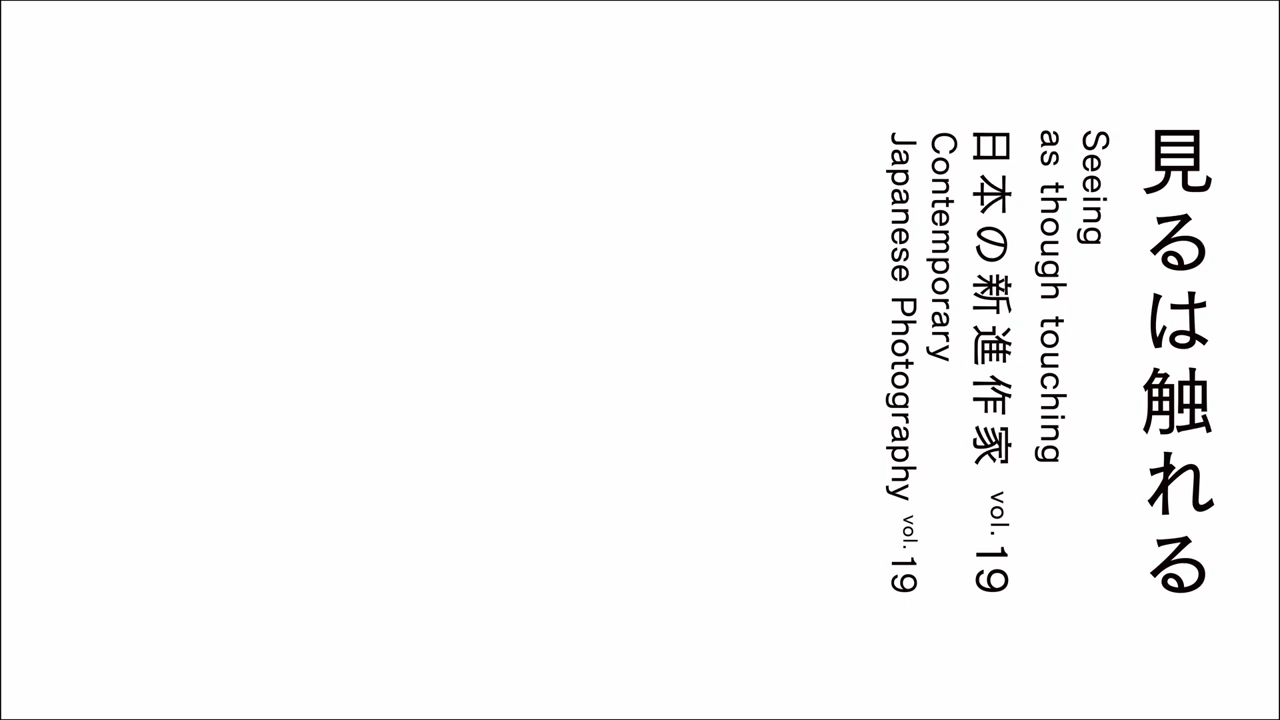 見るは触れる
Seeing
as though touching
日本の新進作家 vol. 19
Contemporary
Japanese Photography vol. 19